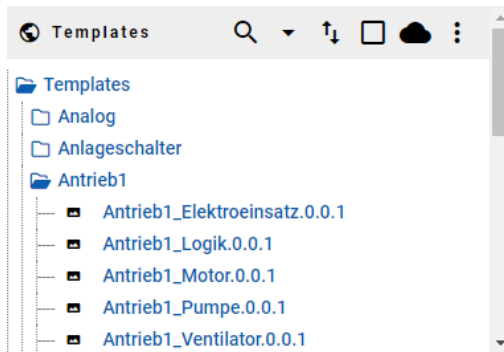 Templates
Templates
Analog
Anlageschalter
Antrieb1
Antrieb1_Elektroeinsatz.0.0.1
Antrieb1_Logik.0.0.1
Antrieb1_Motor.0.0.1
Antrieb1_Pumpe.0.0.1
Antrieb1_Ventilator.0.0.1